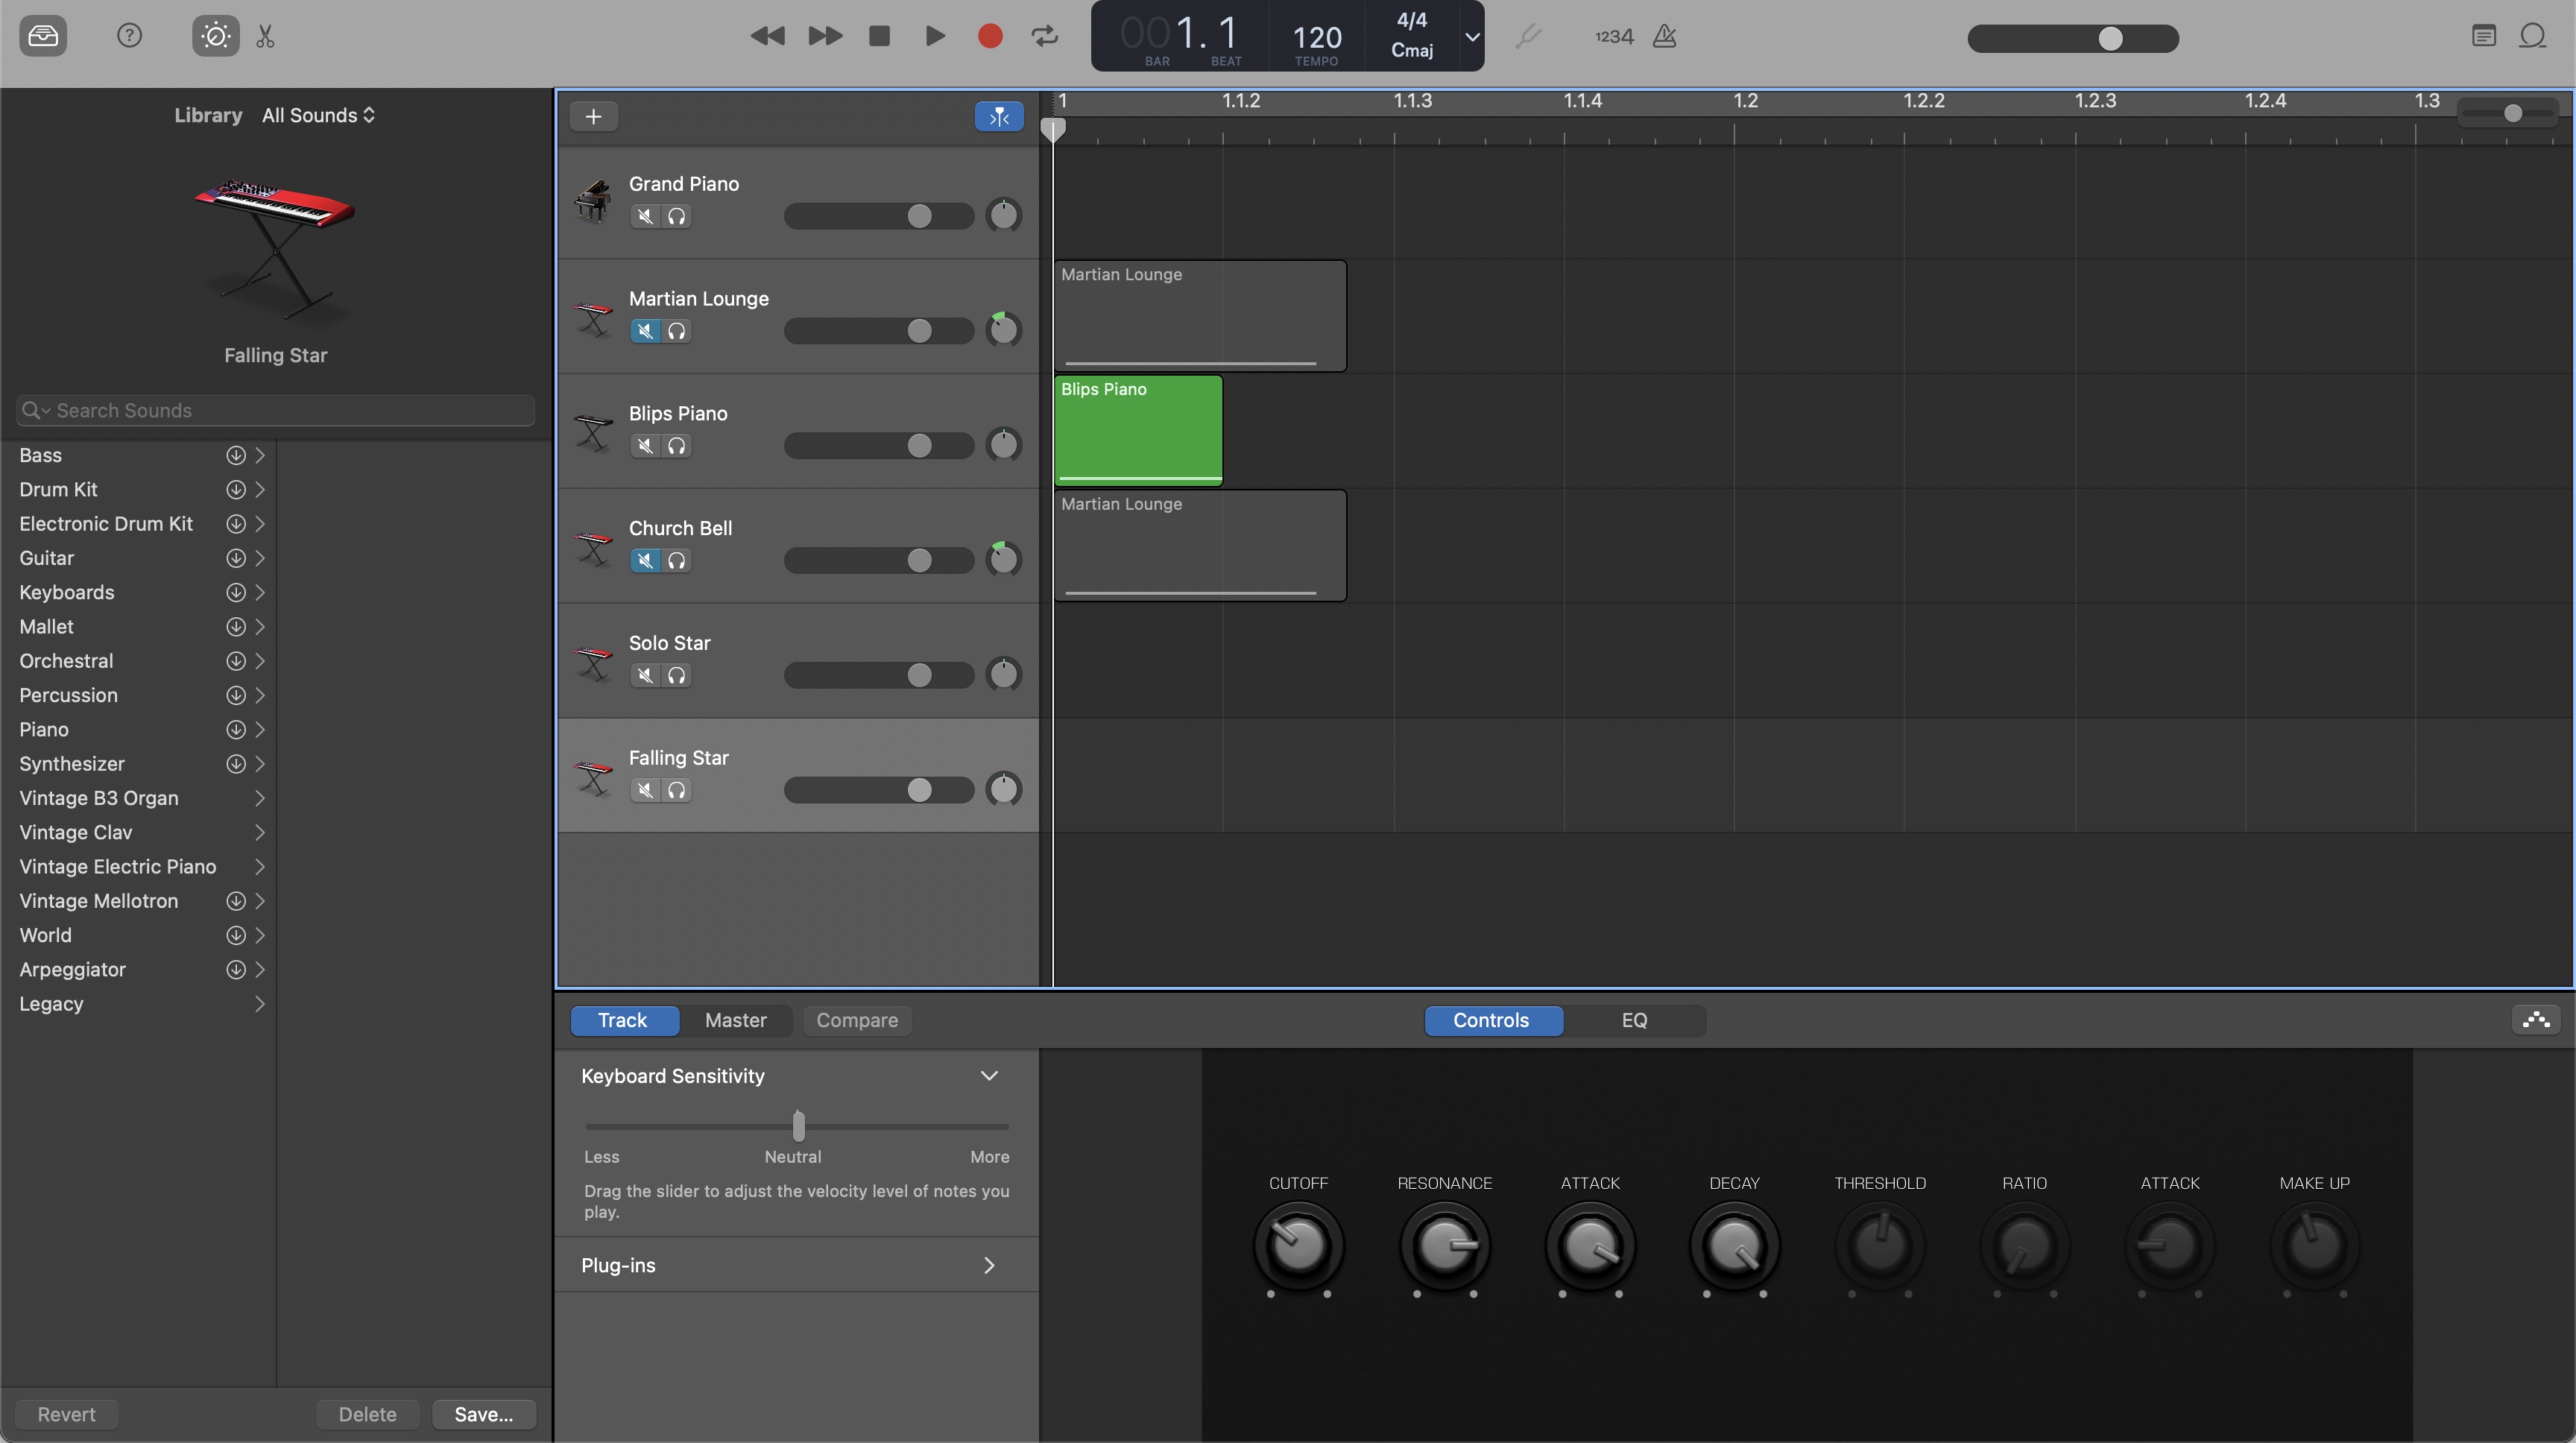 001. 1
BAR BEAT
120
TEMPO
4/4
Cmaj
1234
Library All Sounds
Falling Star
Search Sounds
Bass
Drum Kit
Electronic Drum Kit
Guitar
Keyboards
Mallet
Orchestral
Percussion
Piano
Synthesizer
Vintage B3 Organ
Vintage Clav
Vintage Electric Piano
Vintage Mellotron
World
Arpeggiator
Legacy
Revert Delete Save...
1 1.1.2 1.1.3 1.1.4 1.2 1.2.2 1.2.3 1.2.4 1.3
Grand Piano
Martian Lounge
Martian Lounge
Blips Piano
Blips Piano
Church Bell
Martian Lounge
Solo Star
Falling Star
Track Master Compare
Controls EQ
Keyboard Sensitivity
Less Neutral More
Drag the slider to adjust the velocity level of notes you
play.
Plug-ins
CUTOFF RESONANCE ATTACK DECAY THRESHOLD RATIO ATTACK MAKE UP